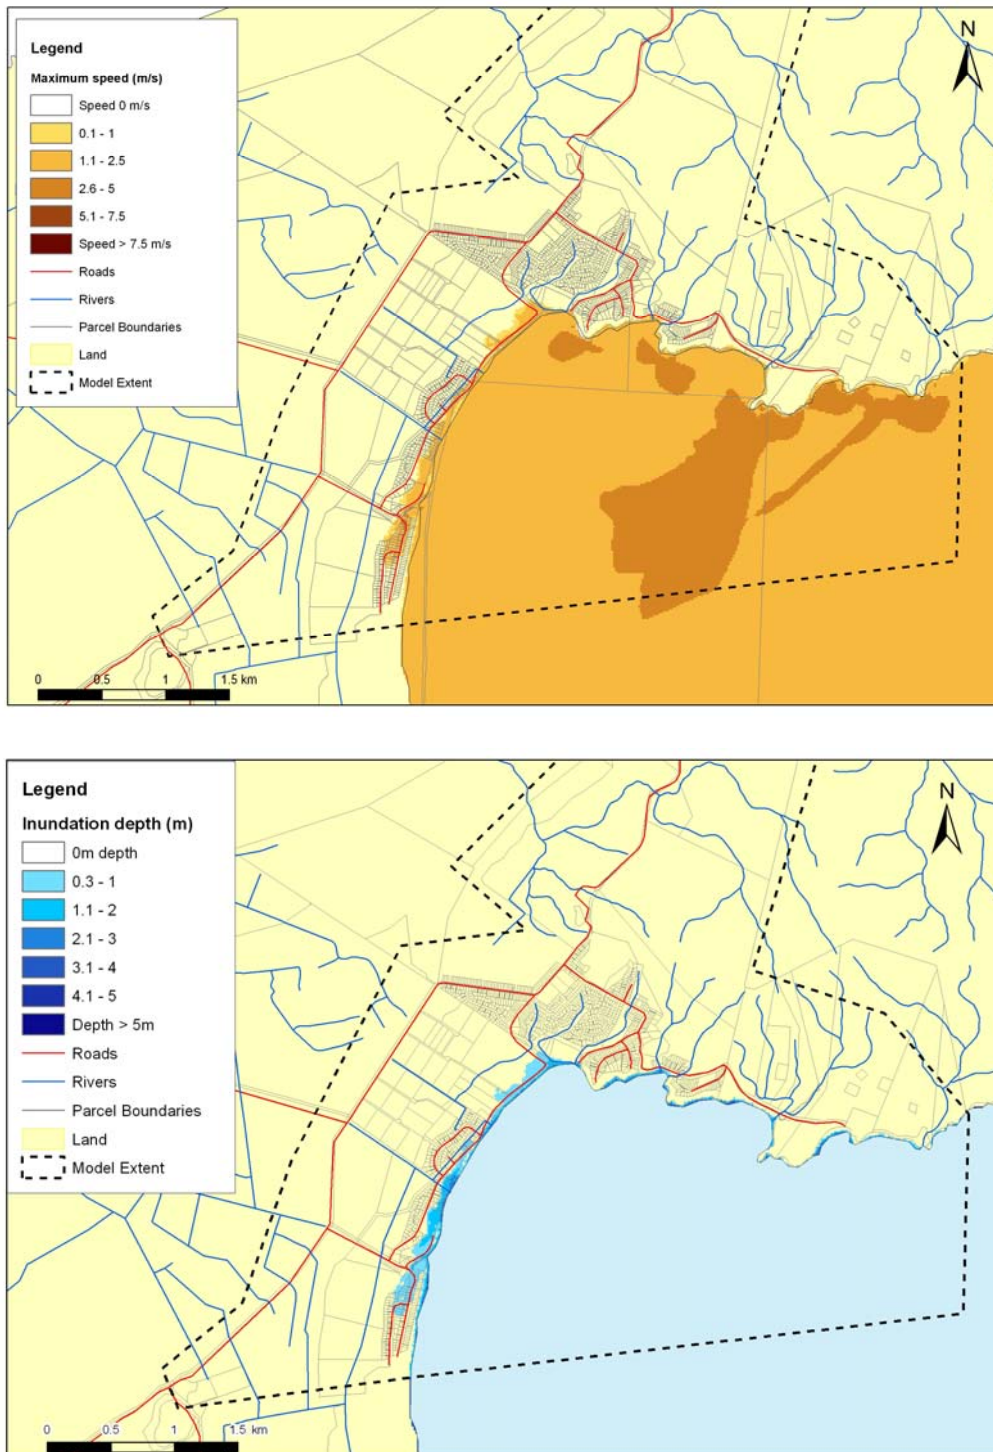 Legend
Maximum speed (m/s)
Speed 0 m/s
0.1 - 1
1.1 - 2.5
2.6 - 5
5.1 - 7.5
Speed > 7.5 m/s
Roads
Rivers
Parcel Boundaries
Land
Model Extent
N
0 0.5 1 1.5 km
Legend
Inundation depth (m)
0m depth
0.3 - 1
1.1 - 2
2.1 - 3
3.1 - 4
4.1 - 5
Depth > 5m
Roads
Rivers
Parcel Boundaries
Land
Model Extent
N
0 0.5 1 1.5 km